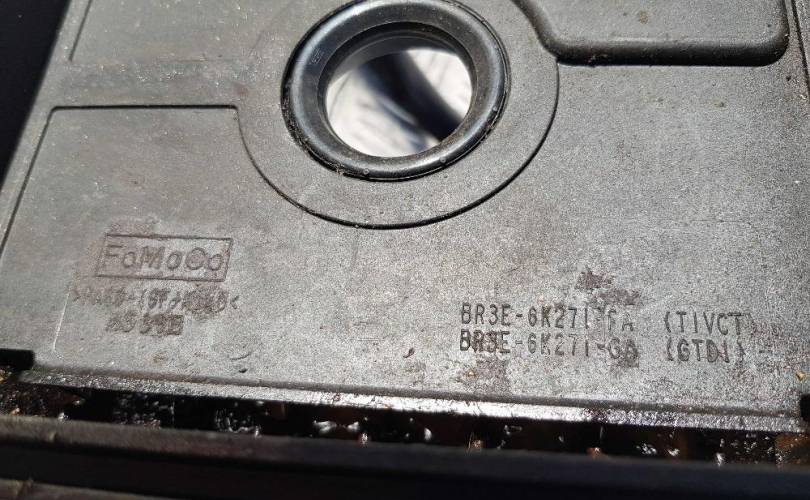 FoMoCo
BR3E-6K271-FA (TIVCT)
BR3E-6K271-GA (GTDI)